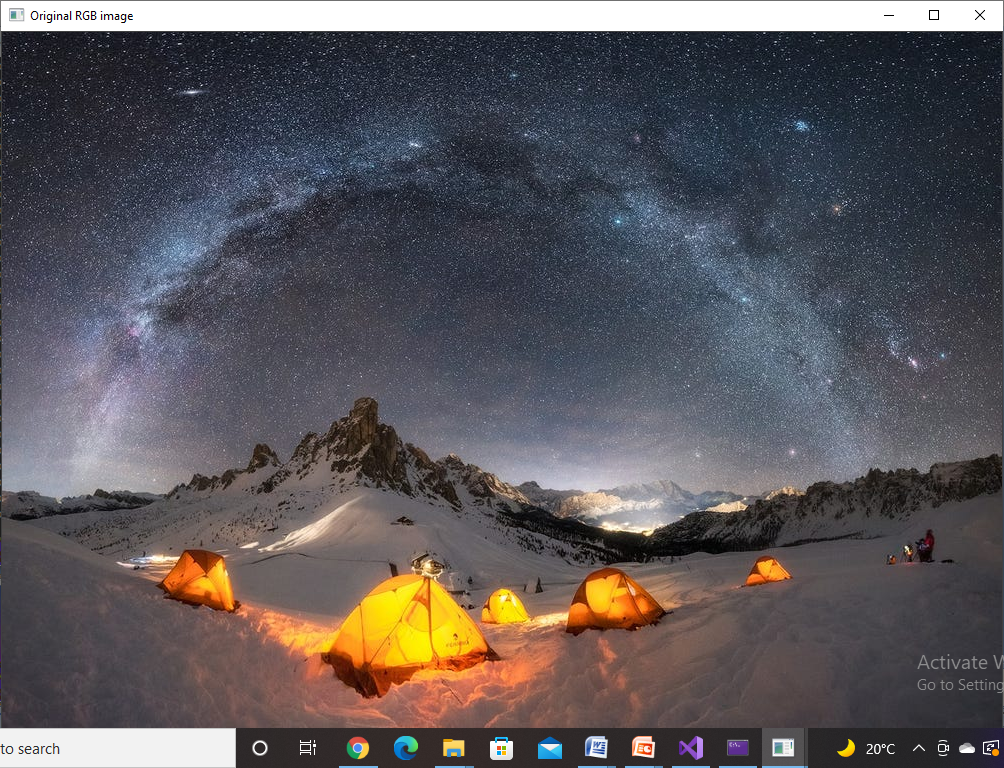 Original RGB image
Activate W
Go to Setting
to search
20°C